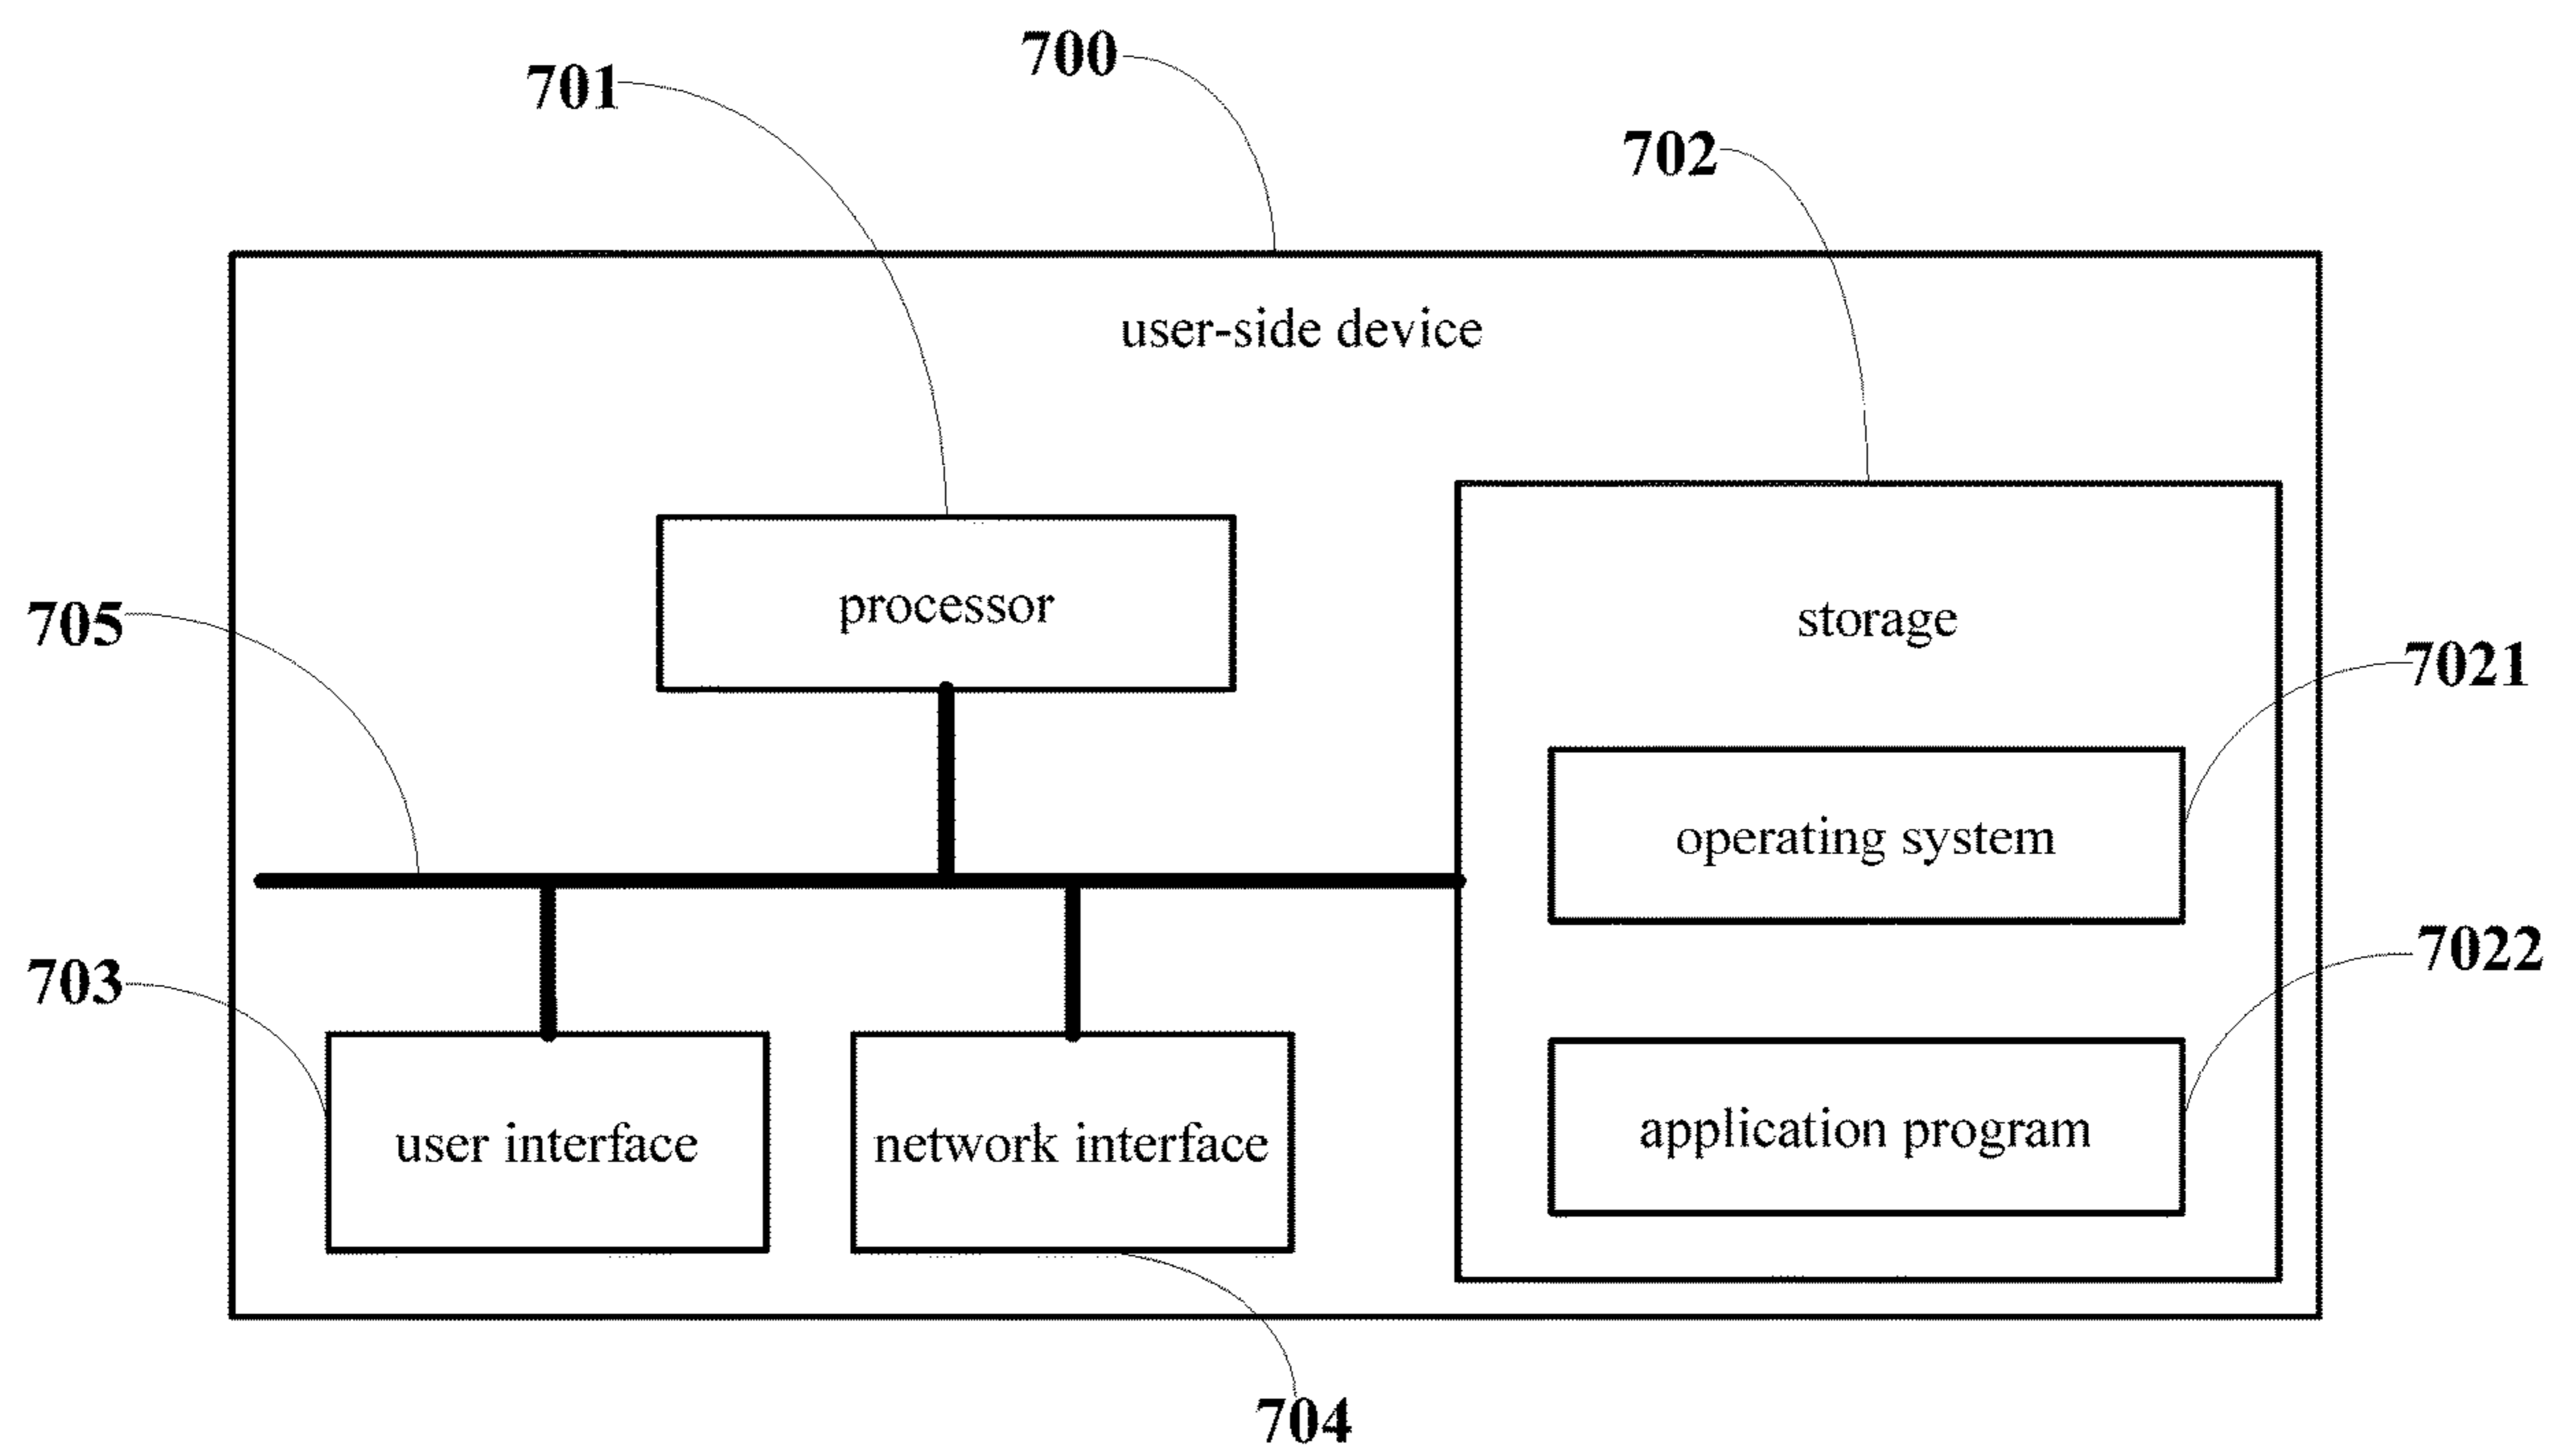 700
701
702
user-side device
processor
705
storage
7021
operating system
703
7022
user interface
network interface
application program
704